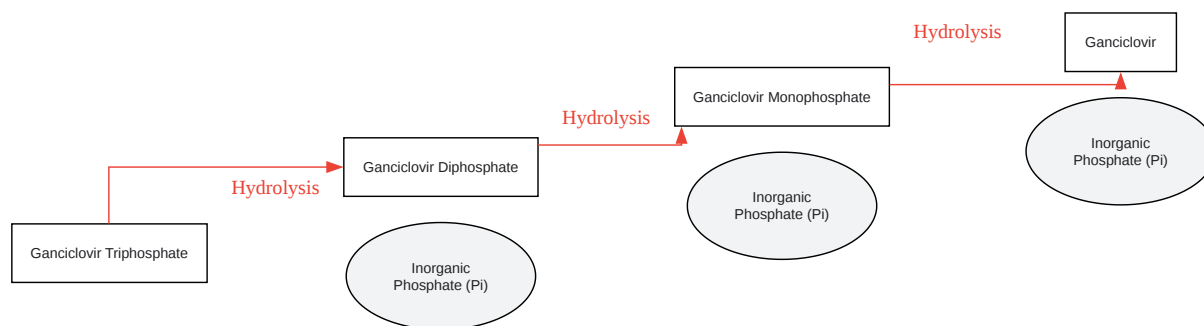 Hydrolysis
Ganciclovir
Ganciclovir Monophosphate
Hydrolysis
Inorganic
Phosphate (Pi)
Ganciclovir Diphosphate
Hydrolysis
Inorganic
Phosphate (Pi)
Ganciclovir Triphosphate
Inorganic
Phosphate (Pi)